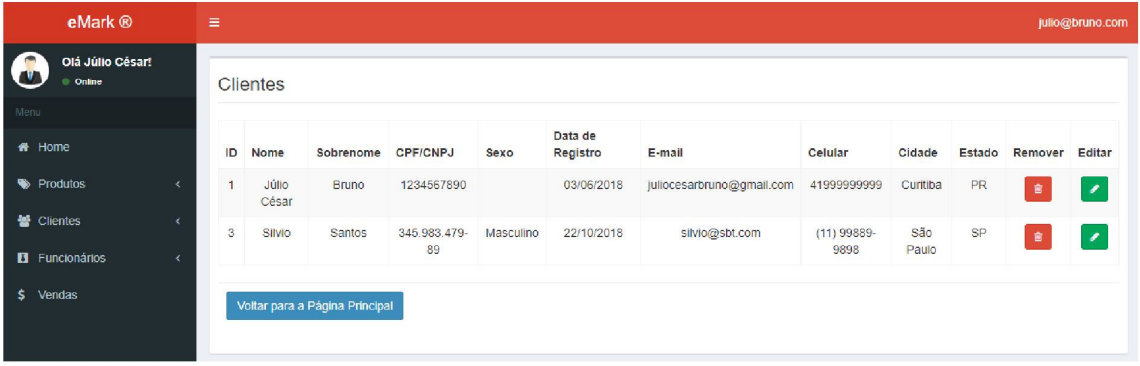 eMark ®
julio@bruno.com
Olá Júlio César!
Online
Menu
Home
Produtos
Clientes
Funcionários
$ Vendas
Clientes
ID Nome Sobrenome CPF/CNPJ Sexo Data de Registro E-mail Celular Cidade Estado Remover Editar
1 Júlio César Bruno 1234567890 03/06/2018 juliocesarbruno@gmail.com 41999999999 Curitiba PR
3 Silvio Santos 345.983.479-89 Masculino 22/10/2018 silvio@sbt.com (11) 99889-9898 São Paulo SP
Voltar para a Página Principal